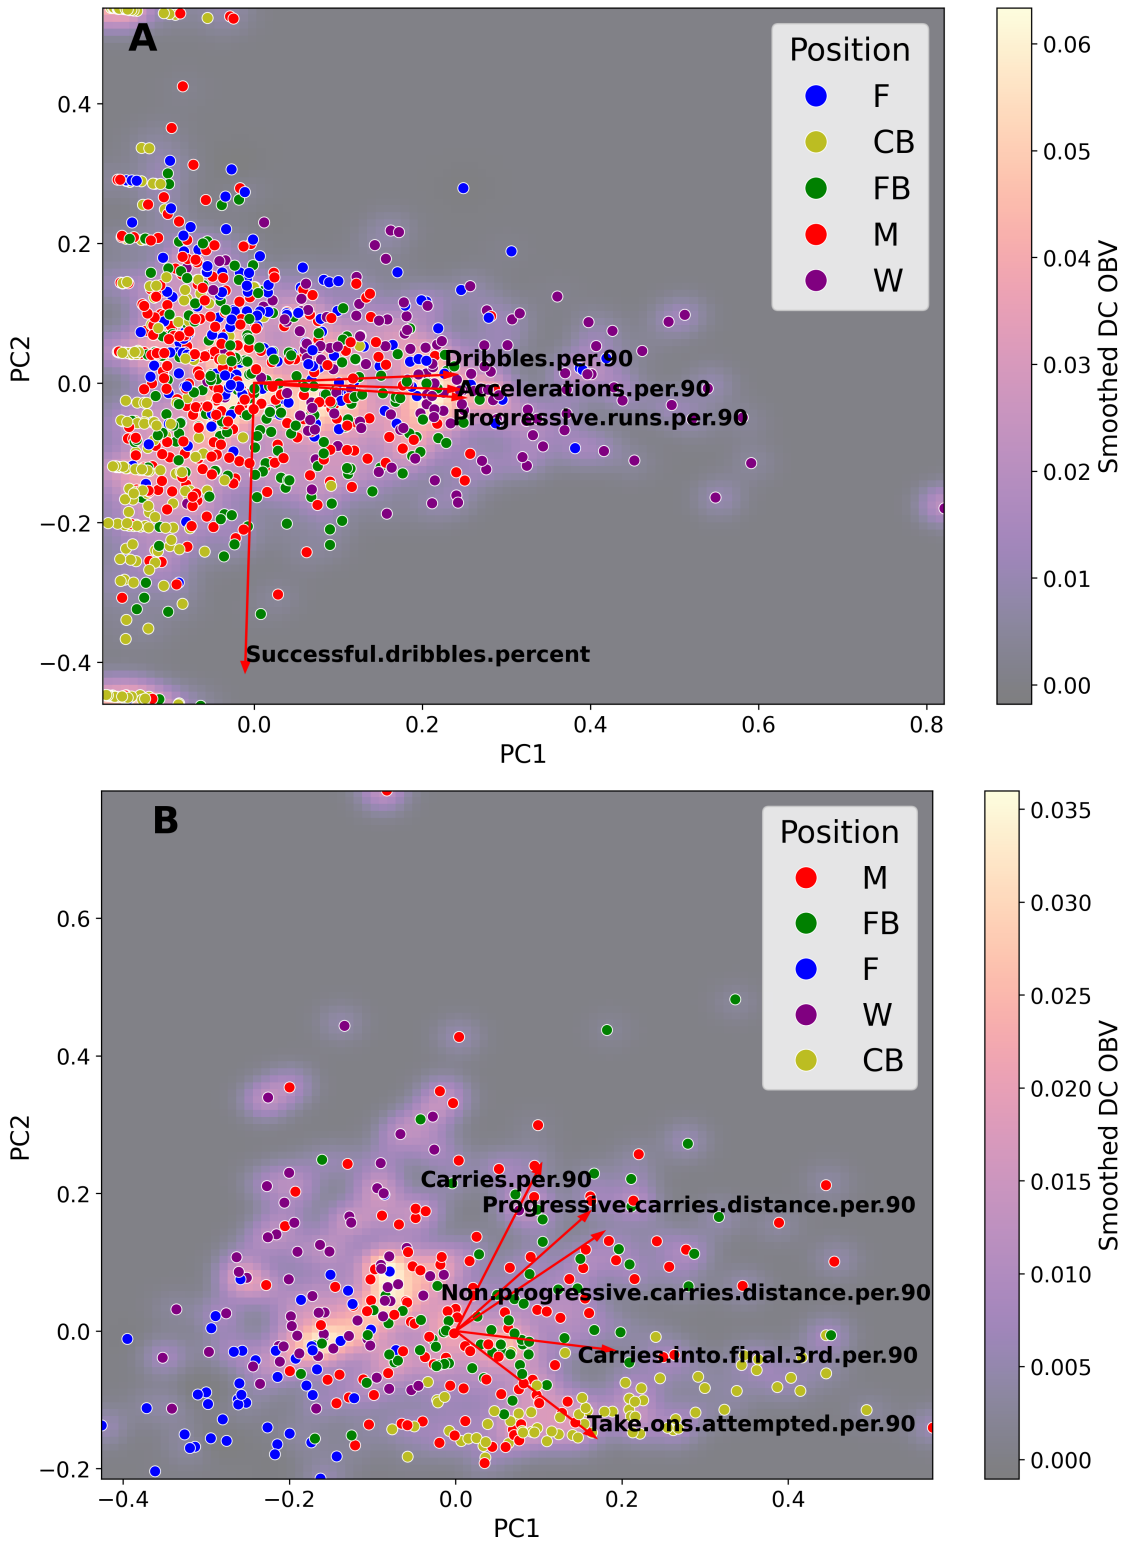 A
Position
F
CB
FB
M
W
0.4
0.2
0.0
−0.2
−0.4
PC2
Dribbles.per.90
Accelerations.per.90
Progressive.runs.per.90
Successful.dribbles.percent
0.0
0.2
0.4
0.6
0.8
PC1
0.06
0.05
0.04
0.03
0.02
0.01
0.00
Smoothed DC OBV
B
Position
M
FB
F
W
CB
0.6
0.4
0.2
0.0
−0.2
PC2
Carries.per.90
Progressive.carries.distance.per.90
Non.progressive.carries.distance.per.90
Carries.into.final.3rd.per.90
Take.ons.attempted.per.90
−0.4
−0.2
0.0
0.2
0.4
PC1
0.035
0.030
0.025
0.020
0.015
0.010
0.005
0.000
Smoothed DC OBV